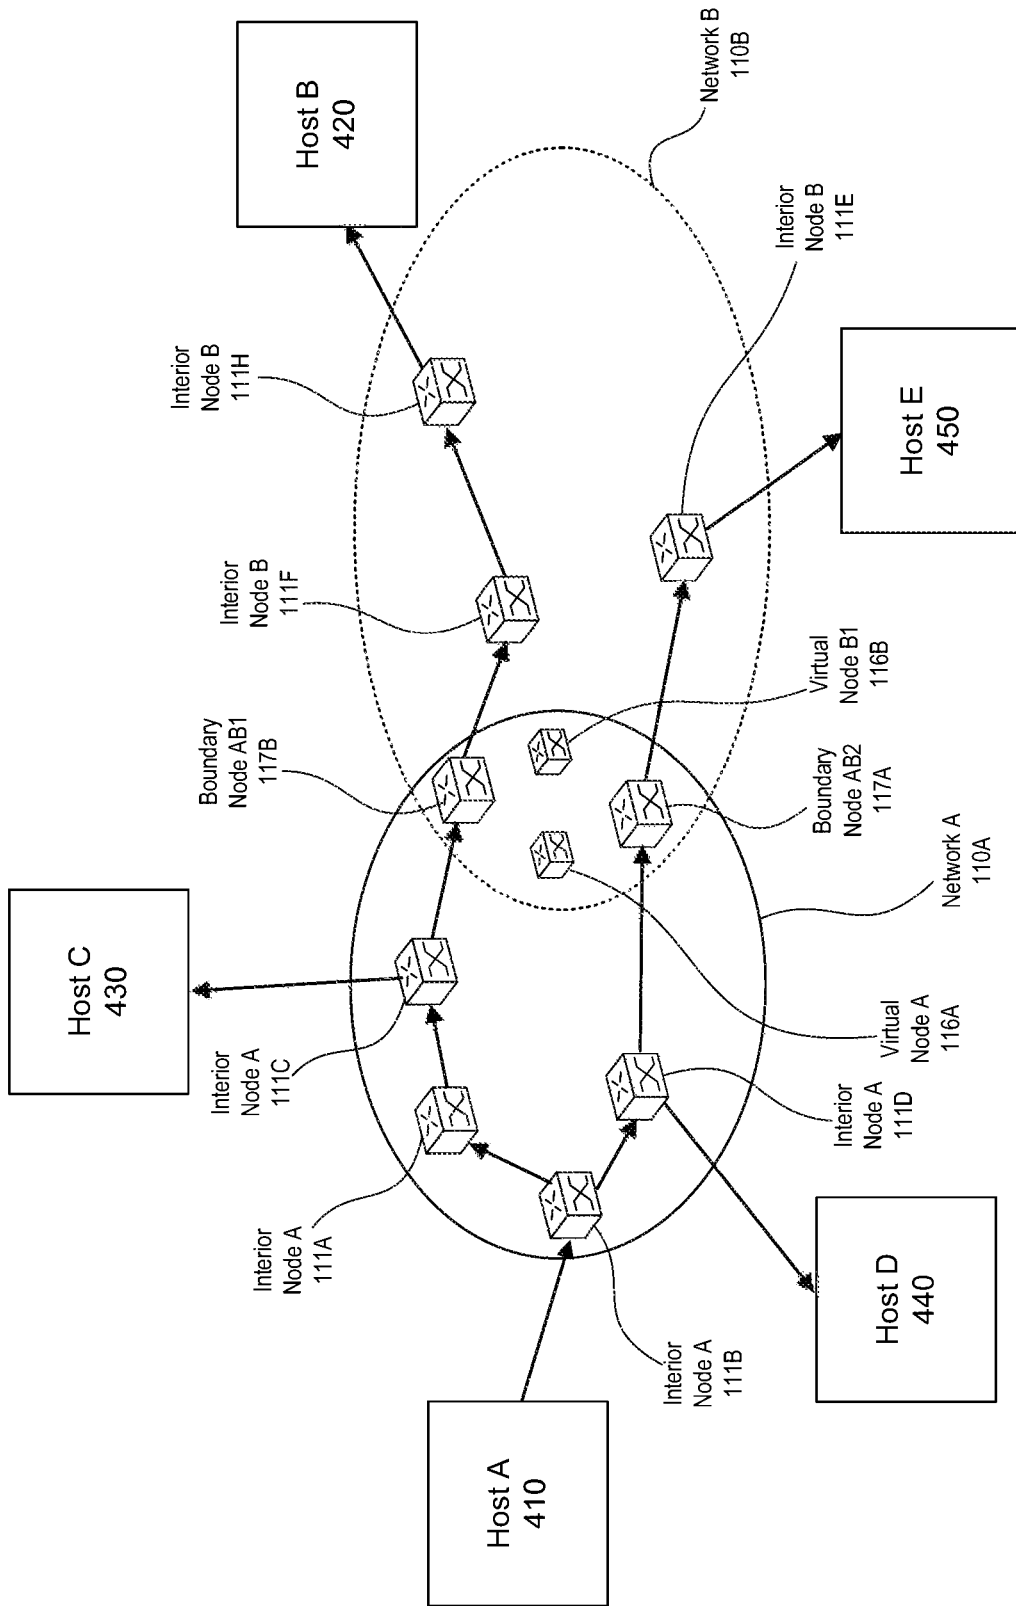 Host C
430
Host B
420
Interior
Node A
111C
Boundary
Node AB1
117B
Interior
Node B
111F
Interior
Node B
111H
Interior
Node A
111A
Host A
410
Interior
Node A
111B
Host D
440
Interior
Node A
111D
Virtual
Node A
116A
Network A
110A
Boundary
Node AB2
117A
Virtual
Node B1
116B
Host E
450
Interior
Node B
111E
Network B
110B